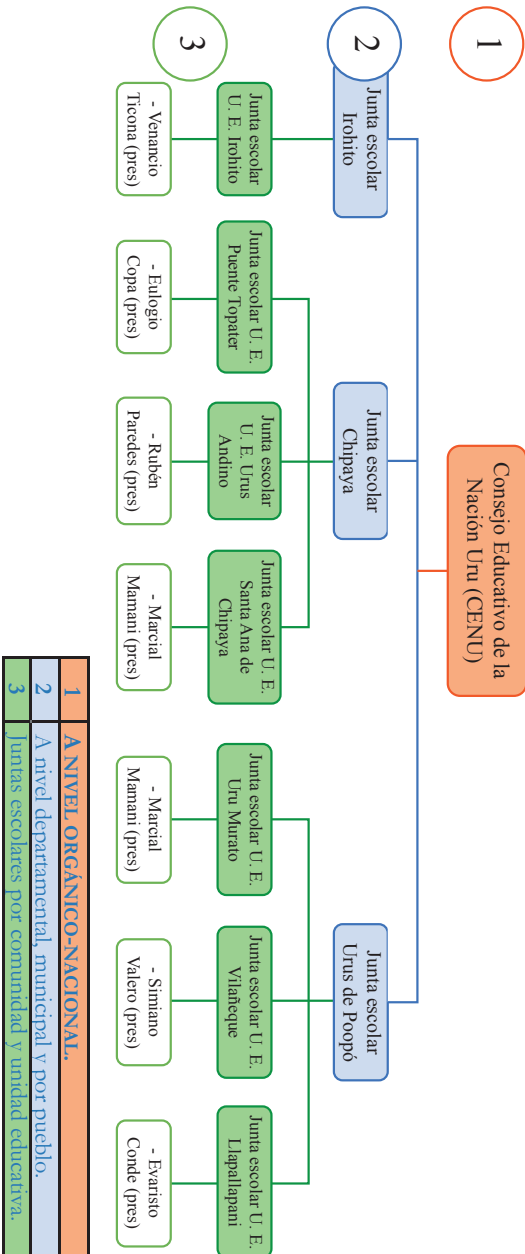 1
Consejo Educativo de la
Nación Uru (CENU)
2
Junta escolar
Irohito
Junta escolar
Chipaya
Junta escolar
Urus de Poopó
3
Junta escolar
U. E. Irohito
Junta escolar U. E.
Puente Topater
Junta escolar
U. E. Urus
Andino
Junta escolar U. E.
Santa Ana de
Chipaya
Junta escolar U. E.
Uru Murato
Junta escolar U. E.
Vilañeque
Junta escolar U. E.
Llapallapani
- Venancio
Ticona (pres)
- Eulogio
Copa (pres)
- Rubén
Paredes (pres)
- Marcial
Mamani (pres)
- Marcial
Mamani (pres)
- Simiano
Valero (pres)
- Evaristo
Conde (pres)
1 A NIVEL ORGÁNICO-NACIONAL.
2 A nivel departamental, municipal y por pueblo.
3 Juntas escolares por comunidad y unidad educativa.